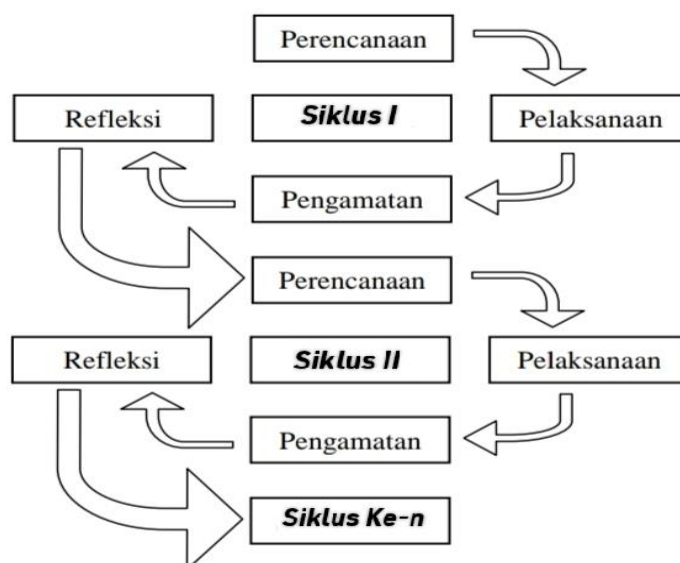 Perencanaan
Refleksi
Siklus I
Pelaksanaan
Pengamatan
Perencanaan
Refleksi
Siklus II
Pelaksanaan
Pengamatan
Siklus Ke-n